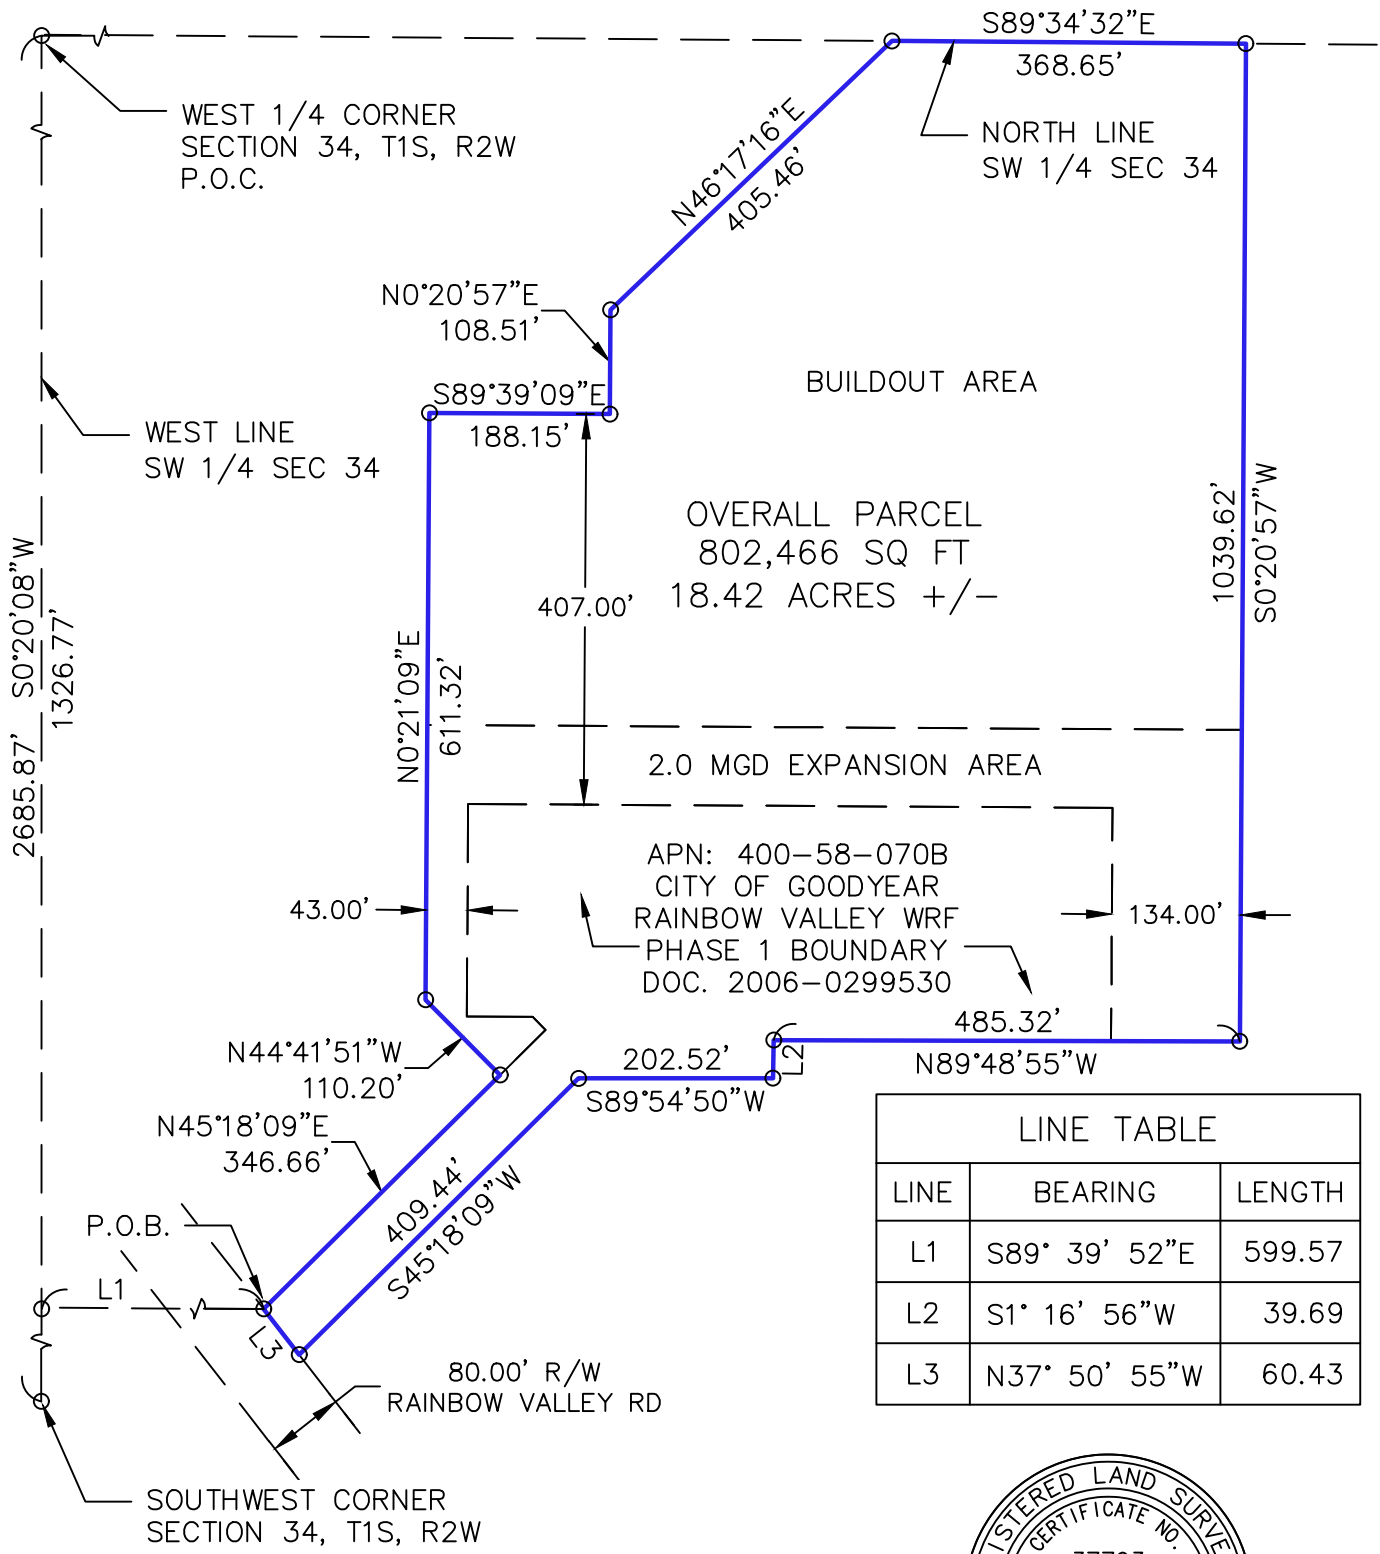 S89°34'32"E
368.65'
WEST 1/4 CORNER
SECTION 34, T1S, R2W
P.O.C.
NORTH LINE
SW 1/4 SEC 34
N46°17'16"E
405.46'
N0°20'57"E
108.51'
BUILDOUT AREA
S89°39'09"E
188.15'
WEST LINE
SW 1/4 SEC 34
OVERALL PARCEL
802,466 SQ FT
18.42 ACRES +/-
1039.62'
S0°20'57"W
407.00'
2685.87' S0°20'08"W
1326.77'
N0°21'09"E
611.32'
2.0 MGD EXPANSION AREA
APN: 400-58-070B
CITY OF GOODYEAR
RAINBOW VALLEY WRF
PHASE 1 BOUNDARY
DOC. 2006-0299530
43.00'
134.00'
485.32'
N89°48'55"W
L2
202.52'
S89°54'50"W
N44°41'51"W
110.20'
N45°18'09"E
346.66'
409.44'
S45°18'09"W
P.O.B.
L1
L3
80.00' R/W
RAINBOW VALLEY RD
SOUTHWEST CORNER
SECTION 34, T1S, R2W
LINE TABLE
LINE BEARING LENGTH
L1 S89° 39' 52"E 599.57
L2 S1° 16' 56"W 39.69
L3 N37° 50' 55"W 60.43
ISTERED LAND SURVE
CERTIFICATE NO.